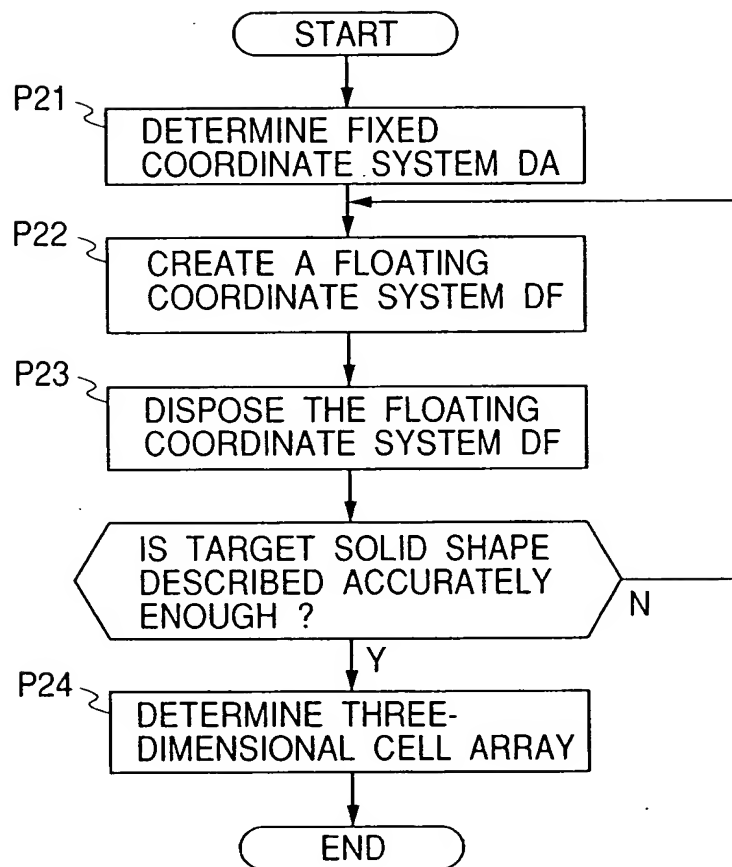 START
P21
DETERMINE FIXED
COORDINATE SYSTEM DA
P22
CREATE A FLOATING
COORDINATE SYSTEM DF
P23
DISPOSE THE FLOATING
COORDINATE SYSTEM DF
IS TARGET SOLID SHAPE
DESCRIBED ACCURATELY
ENOUGH ?
N
Y
P24
DETERMINE THREE-
DIMENSIONAL CELL ARRAY
END